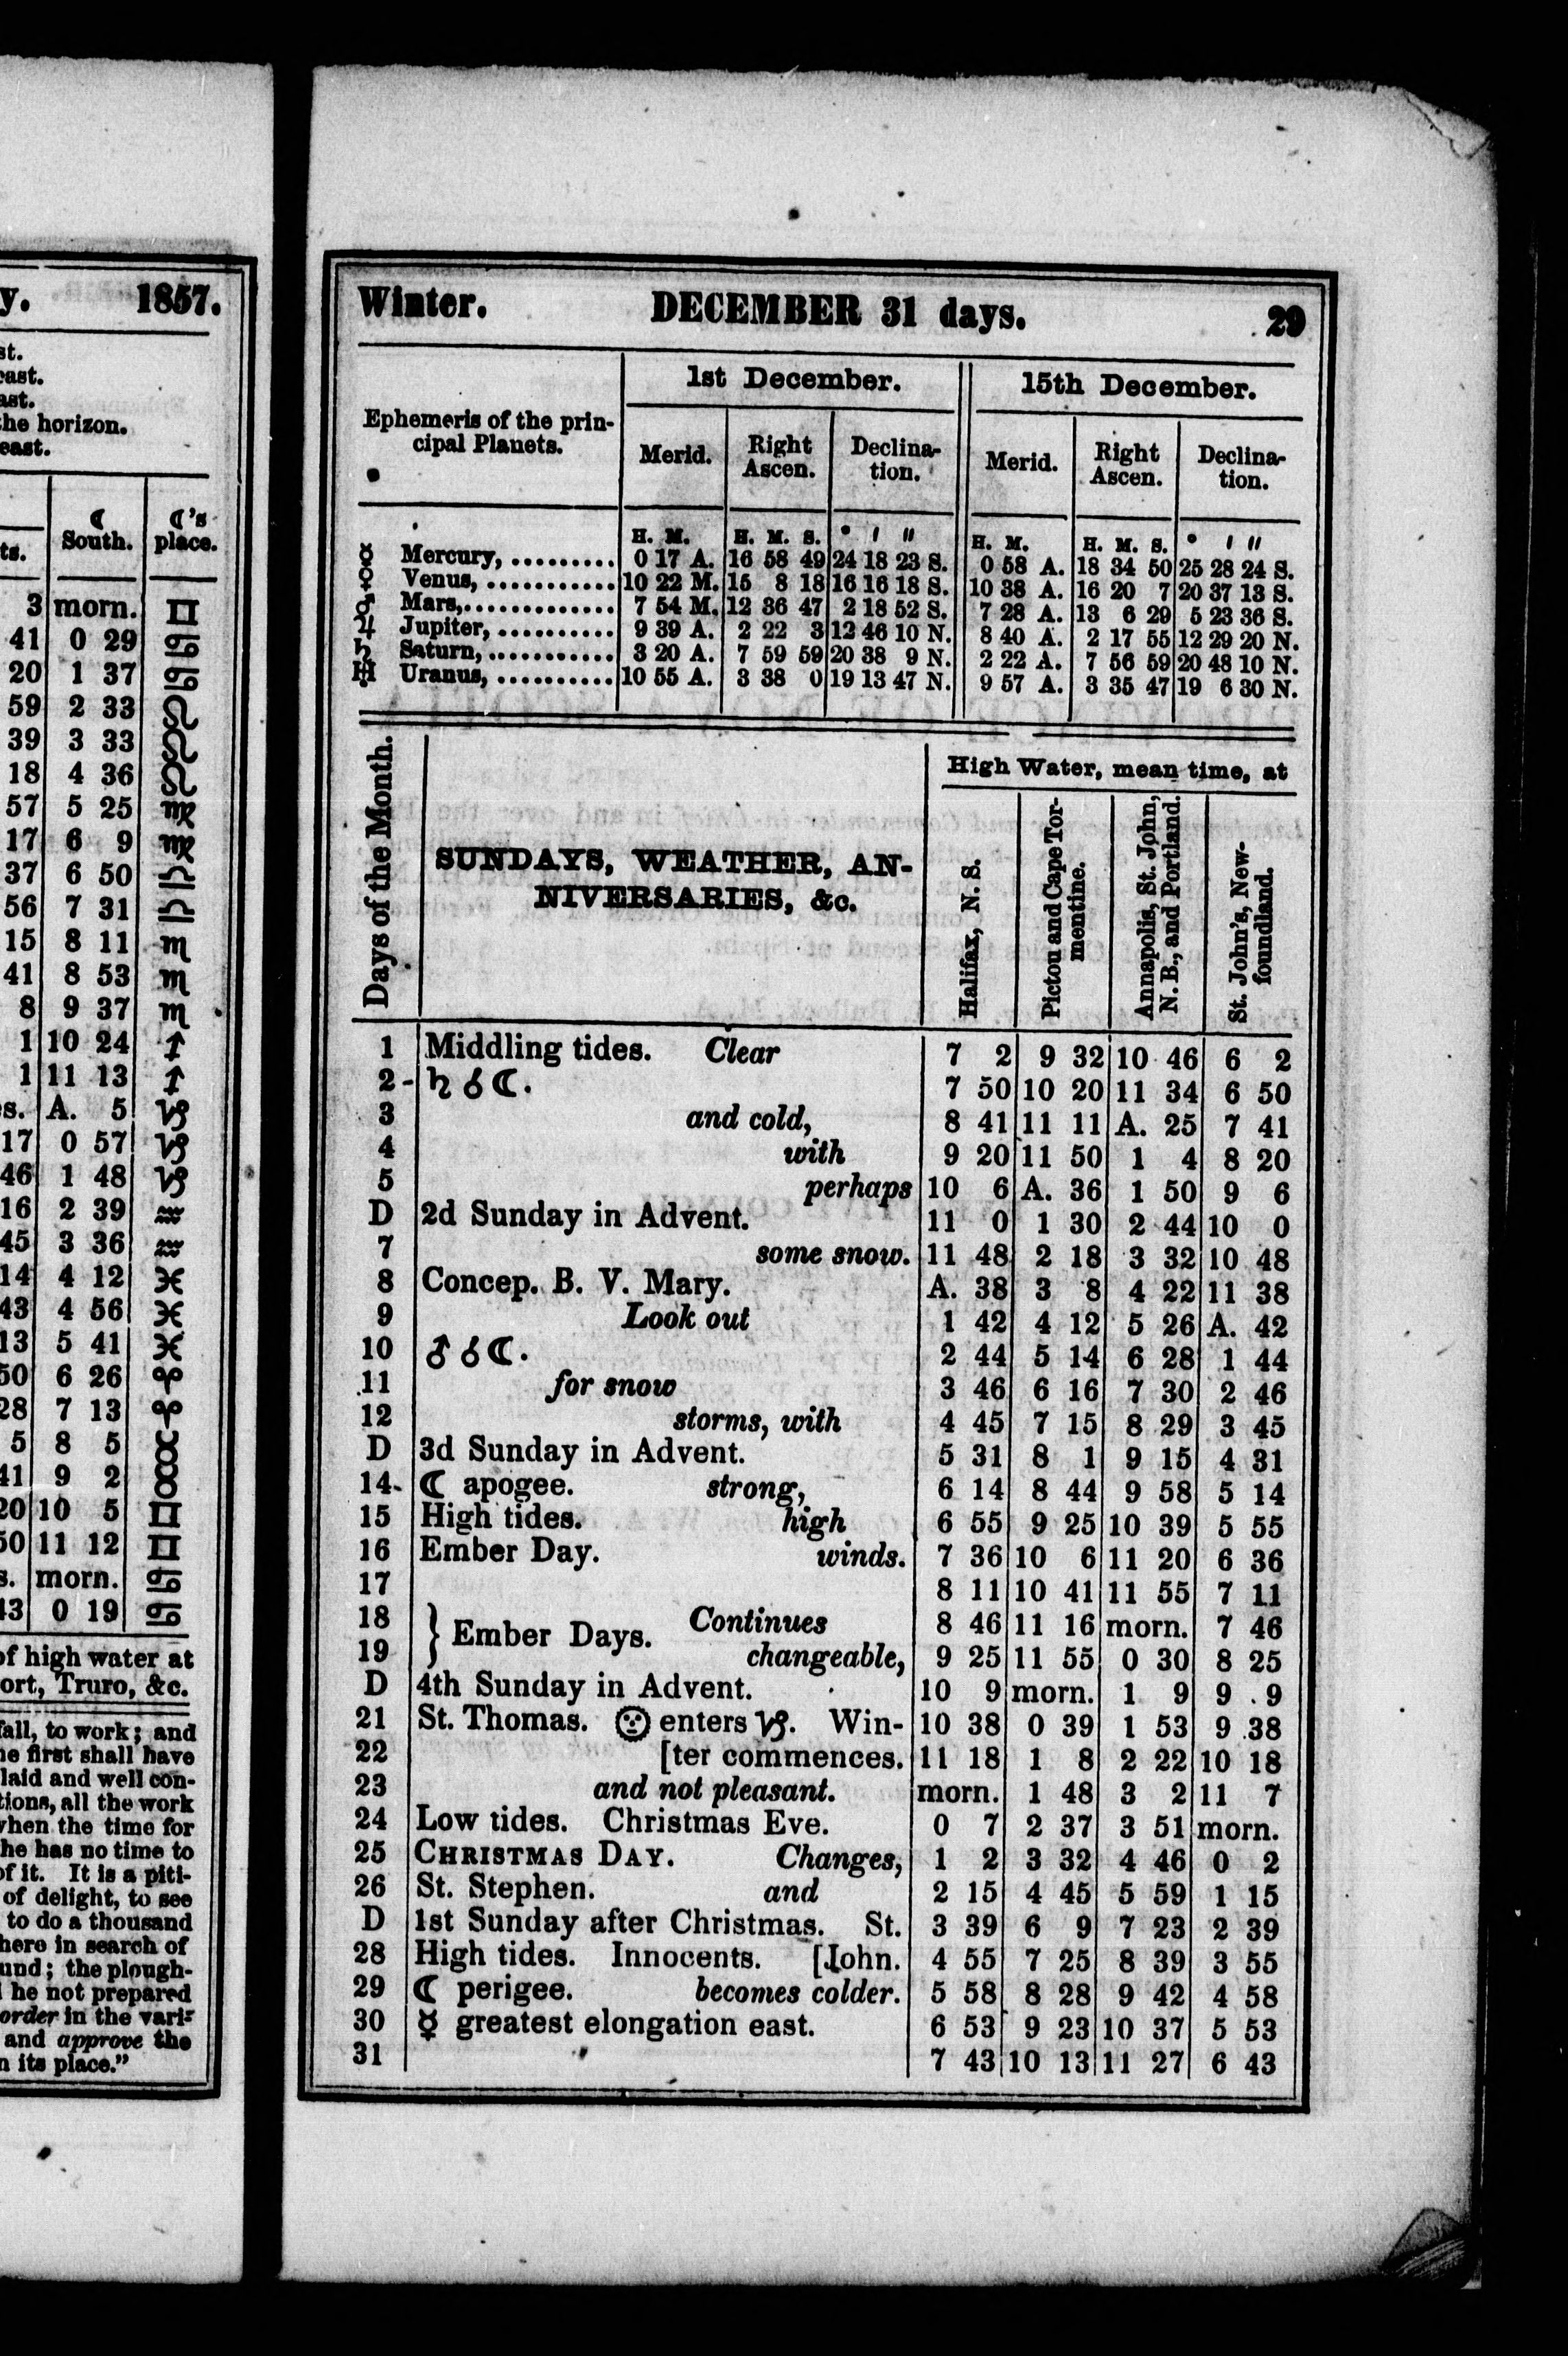 y. 1857.
st.
east.
ast.
the horizon.
east.
ts. ☾ South. ☾'s place.
3 morn. ♊
41 0 29 ♋
20 1 37 ♋
59 2 33 ♌
39 3 33 ♌
18 4 36 ♌
57 5 25 ♍
17 6 9 ♍
37 6 50 ♎
56 7 31 ♎
15 8 11 ♏
41 8 53 ♏
8 9 37 ♏
1 10 24 ♐
1 11 13 ♐
s. A. 5 ♑
17 0 57 ♑
46 1 48 ♑
16 2 39 ♒
45 3 36 ♒
14 4 12 ♓
43 4 56 ♓
13 5 41 ♓
50 6 26 ♈
28 7 13 ♈
5 8 5 ♉
41 9 2 ♉
20 10 5 ♊
50 11 12 ♊
s. morn. ♋
43 0 19 ♋
of high water at
ort, Truro, &c.
fall, to work; and
he first shall have
laid and well con-
tions, all the work
when the time for
he has no time to
of it. It is a piti-
of delight, to see
to do a thousand
here in search of
und; the plough-
he not prepared
order in the vari-
and approve the
n its place."
Winter. DECEMBER 31 days. 29
Ephemeris of the principal Planets. 1st December. 15th December.
Merid. Right Ascen. Declination. Merid. Right Ascen. Declination.
H. M. H. M. S. ° ′ ″ H. M. H. M. S. ° ′ ″
☿ Mercury, .......... 0 17 A. 16 58 49 24 18 23 S. 0 58 A. 18 34 50 25 28 24 S.
♀ Venus, ............ 10 22 M. 15 8 18 16 16 18 S. 10 38 A. 16 20 7 20 37 13 S.
♂ Mars, ............. 7 54 M. 12 36 47 2 18 52 S. 7 28 A. 13 6 29 5 23 36 S.
♃ Jupiter, .......... 9 39 A. 2 22 3 12 46 10 N. 8 40 A. 2 17 55 12 29 20 N.
♄ Saturn, ........... 3 20 A. 7 59 59 20 38 9 N. 2 22 A. 7 56 59 20 48 10 N.
♅ Uranus, .......... 10 55 A. 3 38 0 19 13 47 N. 9 57 A. 3 35 47 19 6 30 N.
Days of the Month.
SUNDAYS, WEATHER, AN-
NIVERSARIES, &c.
High Water, mean time, at
Halifax, N. S.
Pictou and Cape Tor-
mentine.
Annapolis, St. John,
N. B., and Portland.
St. John's, New-
foundland.
1 Middling tides. Clear 7 2 9 32 10 46 6 2
2 ♄ ☌ ☾. 7 50 10 20 11 34 6 50
3 and cold, 8 41 11 11 A. 25 7 41
4 with 9 20 11 50 1 4 8 20
5 perhaps 10 6 A. 36 1 50 9 6
D 2d Sunday in Advent. 11 0 1 30 2 44 10 0
7 some snow. 11 48 2 18 3 32 10 48
8 Concep. B. V. Mary. A. 38 3 8 4 22 11 38
9 Look out 1 42 4 12 5 26 A. 42
10 ♂ ☌ ☾. 2 44 5 14 6 28 1 44
11 for snow 3 46 6 16 7 30 2 46
12 storms, with 4 45 7 15 8 29 3 45
D 3d Sunday in Advent. 5 31 8 1 9 15 4 31
14 ☾ apogee. strong, 6 14 8 44 9 58 5 14
15 High tides. high 6 55 9 25 10 39 5 55
16 Ember Day. winds. 7 36 10 6 11 20 6 36
17 8 11 10 41 11 55 7 11
18 } Ember Days. Continues 8 46 11 16 morn. 7 46
19 changeable, 9 25 11 55 0 30 8 25
D 4th Sunday in Advent. 10 9 morn. 1 9 9 9
21 St. Thomas. ☉ enters ♑. Win- 10 38 0 39 1 53 9 38
22 [ter commences. 11 18 1 8 2 22 10 18
23 and not pleasant. morn. 1 48 3 2 11 7
24 Low tides. Christmas Eve. 0 7 2 37 3 51 morn.
25 CHRISTMAS DAY. Changes, 1 2 3 32 4 46 0 2
26 St. Stephen. and 2 15 4 45 5 59 1 15
D 1st Sunday after Christmas. St. 3 39 6 9 7 23 2 39
28 High tides. Innocents. [John. 4 55 7 25 8 39 3 55
29 ☾ perigee. becomes colder. 5 58 8 28 9 42 4 58
30 ☿ greatest elongation east. 6 53 9 23 10 37 5 53
31 7 43 10 13 11 27 6 43